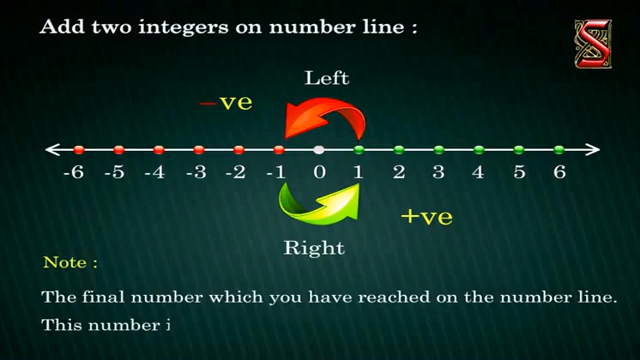 Add two integers on number line :
S
Left
–ve
-6 -5 -4 -3 -2 -1 0 1 2 3 4 5 6
+ve
Right
Note :
The final number which you have reached on the number line.
This number i